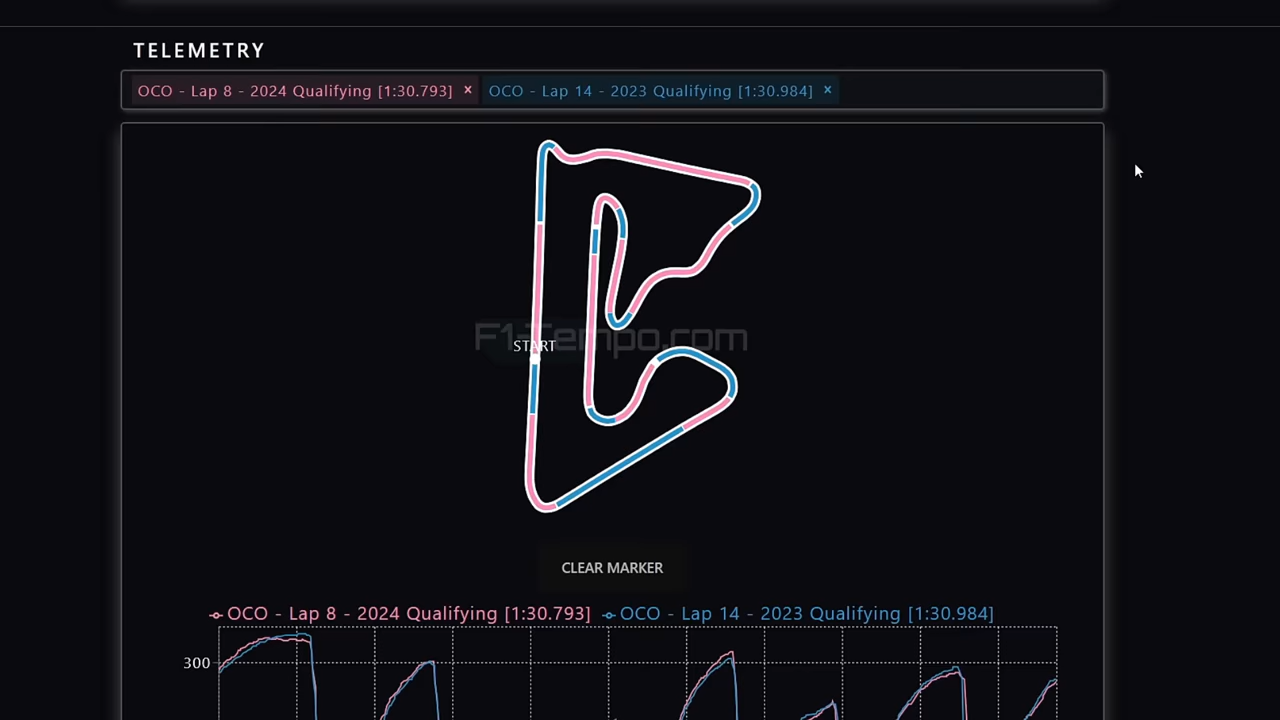 TELEMETRY
OCO - Lap 8 - 2024 Qualifying [1:30.793] × OCO - Lap 14 - 2023 Qualifying [1:30.984] ×
F1-Tempo.com
START
CLEAR MARKER
OCO - Lap 8 - 2024 Qualifying [1:30.793] OCO - Lap 14 - 2023 Qualifying [1:30.984]
300